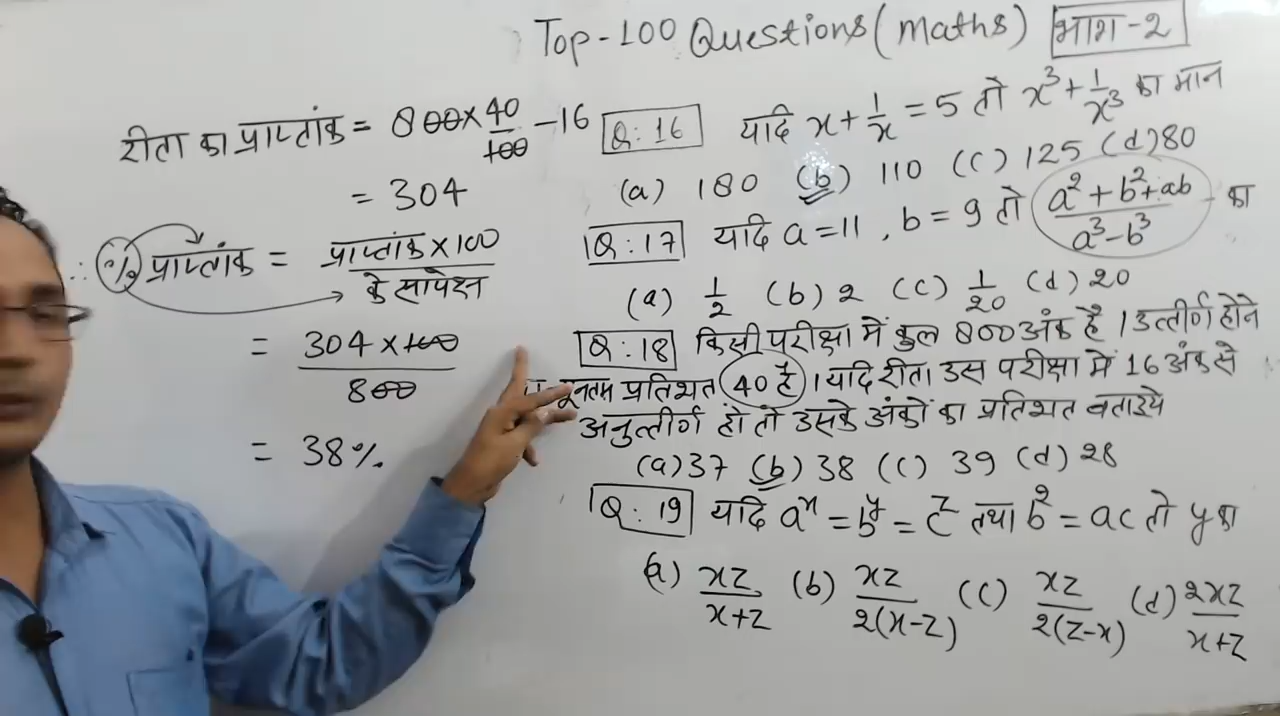 Top-100 Questions (Maths) भाग-2
Q:16 यदि x + 1/x = 5 तो x³ + 1/x³ का मान
(a) 180 (b) 110 (c) 125 (d) 80
Q:17 यदि a = 11, b = 9 तो (a² + b² + ab)/(a³ - b³) का
(a) 1/2 (b) 2 (c) 1/20 (d) 20
Q:18 किसी परीक्षा में कुल 800 अंक है। उत्तीर्ण होने
प्रतिशत 40 है। यदि रीता उस परीक्षा मे 16 अंक से
अनुत्तीर्ण हो तो उसके अंको का प्रतिशत बताइये
(a) 37 (b) 38 (c) 39 (d) 28
Q:19 यदि aˣ = bʸ = cᶻ तथा b² = ac तो y का
(a) xz/(x+z) (b) xz/2(x-z) (c) xz/2(z-x) (d) 2xz/(x+z)
रीता का प्राप्तांक = 800 × 40/100 - 16
= 304
∴ % प्राप्तांक = प्राप्तांक × 100 / के सापेक्ष
= 304 × 100 / 800
= 38%